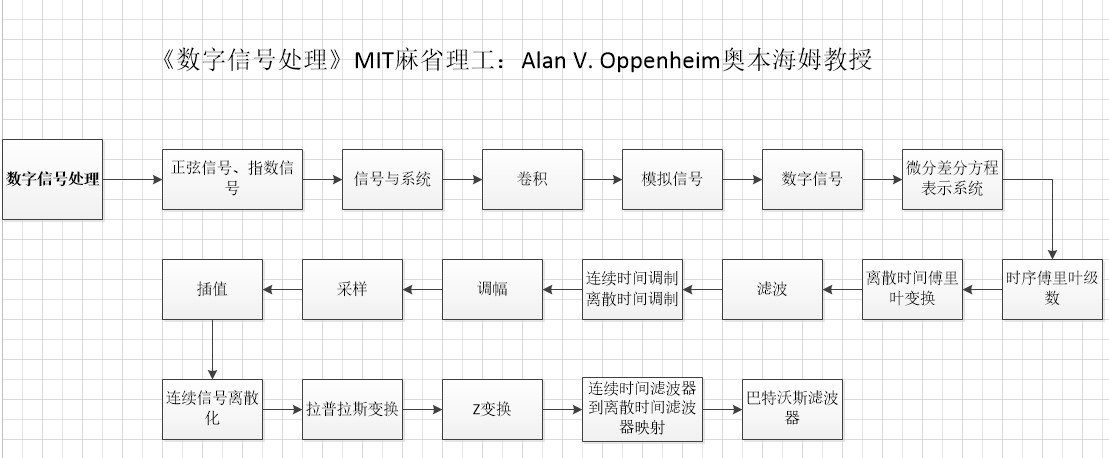 《数字信号处理》MIT麻省理工：Alan V. Oppenheim奥本海姆教授
数字信号处理
正弦信号、指数信
号
信号与系统
卷积
模拟信号
数字信号
微分差分方程
表示系统
时序傅里叶级
数
离散时间傅里
叶变换
滤波
连续时间调制
离散时间调制
调幅
采样
插值
连续信号离散
化
拉普拉斯变换
Z变换
连续时间滤波器
到离散时间滤波
器映射
巴特沃斯滤波
器